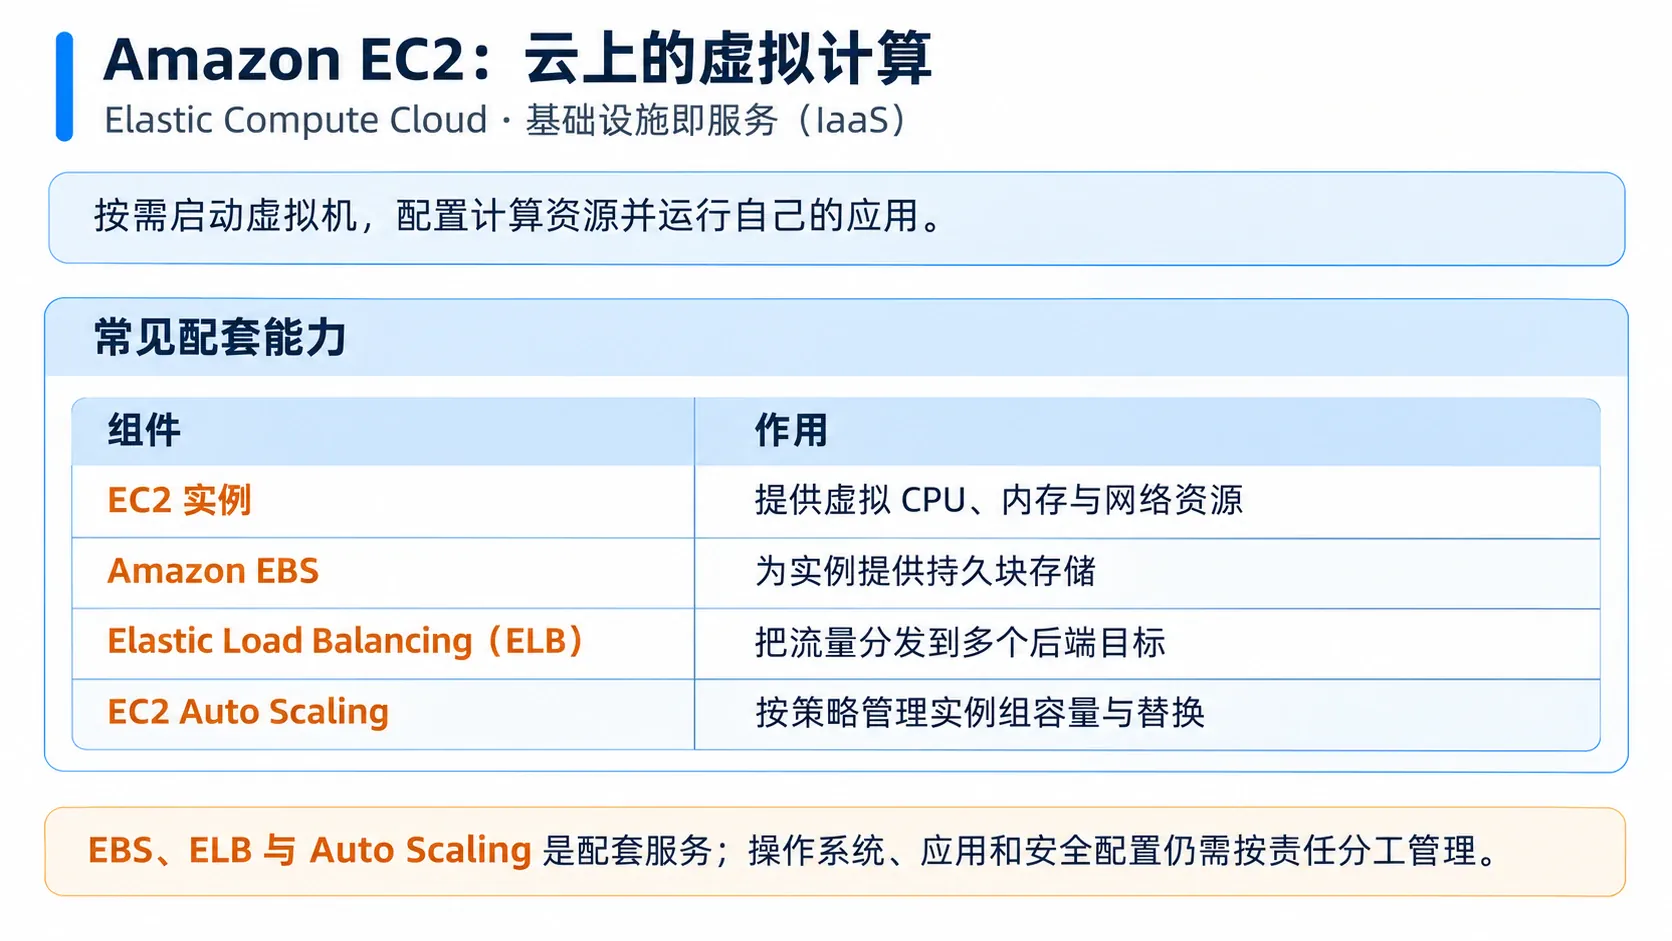 Amazon EC2：云上的虚拟计算
Elastic Compute Cloud · 基础设施即服务（IaaS）
按需启动虚拟机，配置计算资源并运行自己的应用。
常见配套能力
组件 作用
EC2 实例 提供虚拟 CPU、内存与网络资源
Amazon EBS 为实例提供持久块存储
Elastic Load Balancing（ELB） 把流量分发到多个后端目标
EC2 Auto Scaling 按策略管理实例组容量与替换
EBS、ELB 与 Auto Scaling 是配套服务；操作系统、应用和安全配置仍需按责任分工管理。